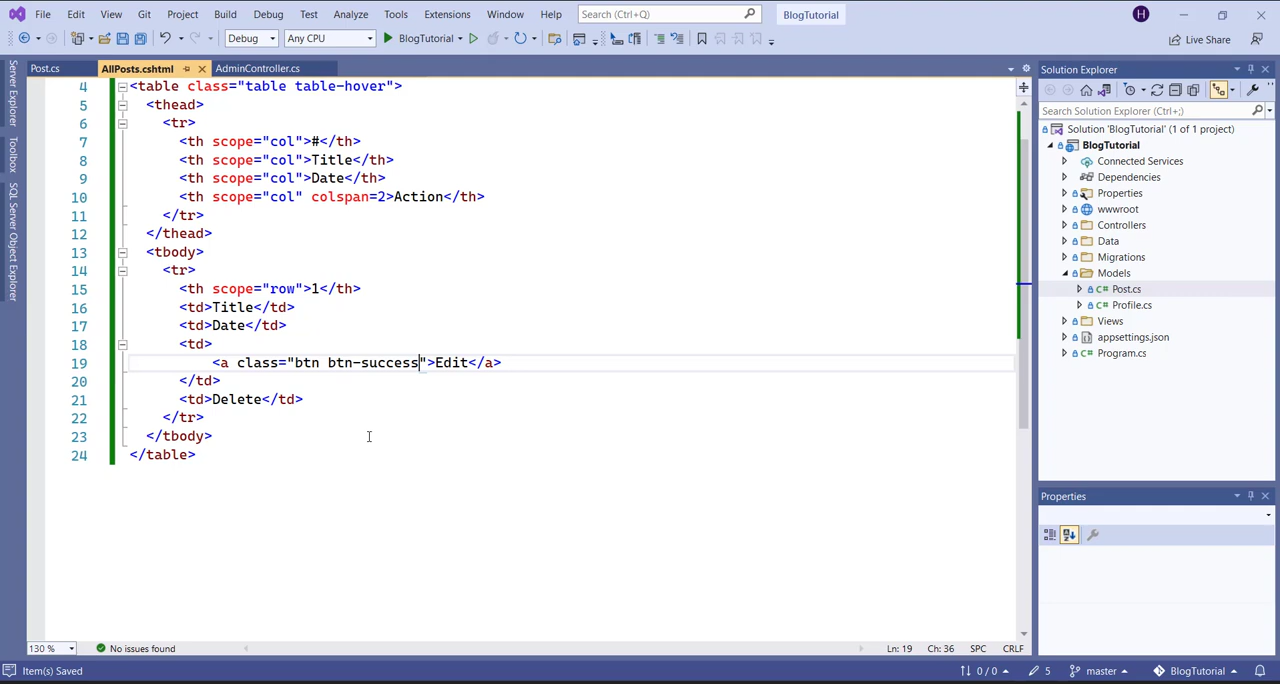 File Edit View Git Project Build Debug Test Analyze Tools Extensions Window Help Search (Ctrl+Q) BlogTutorial H
Debug Any CPU BlogTutorial Live Share
Post.cs AllPosts.cshtml AdminController.cs
Server Explorer
Toolbox
SQL Server Object Explorer
4 <table class="table table-hover">
5 <thead>
6 <tr>
7 <th scope="col">#</th>
8 <th scope="col">Title</th>
9 <th scope="col">Date</th>
10 <th scope="col" colspan=2>Action</th>
11 </tr>
12 </thead>
13 <tbody>
14 <tr>
15 <th scope="row">1</th>
16 <td>Title</td>
17 <td>Date</td>
18 <td>
19 <a class="btn btn-success">Edit</a>
20 </td>
21 <td>Delete</td>
22 </tr>
23 </tbody>
24 </table>
130 % No issues found Ln: 19 Ch: 36 SPC CRLF
Solution Explorer
Search Solution Explorer (Ctrl+;)
Solution 'BlogTutorial' (1 of 1 project)
BlogTutorial
Connected Services
Dependencies
Properties
wwwroot
Controllers
Data
Migrations
Models
C# Post.cs
C# Profile.cs
Views
appsettings.json
C# Program.cs
Properties
Item(s) Saved 0 / 0 5 master BlogTutorial